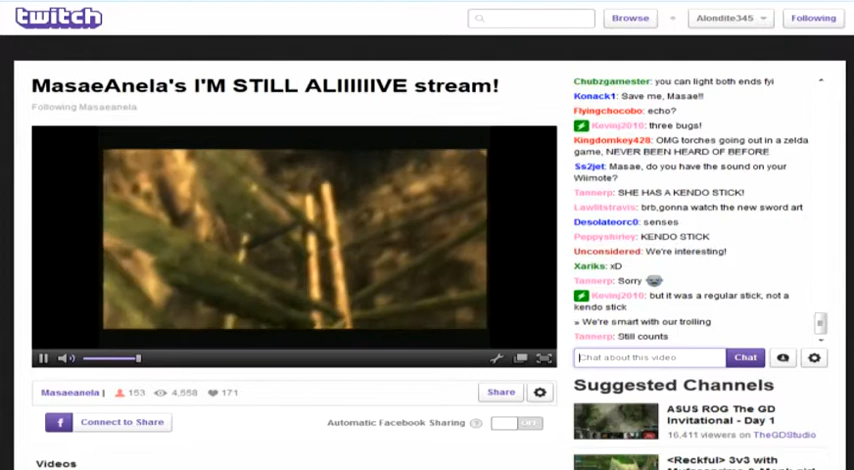 twitch
Browse
Alondite345
Following
MasaeAnela's I'M STILL ALIIIIIIVE stream!
Following Masaeanela
Chubzgamester: you can light both ends fyi
Konack1: Save me, Masae!!
Flyingchocobo: echo?
Kevinj2010: three bugs!
Kingdomkey428: OMG torches going out in a zelda
game, NEVER BEEN HEARD OF BEFORE
Ss2jet: Masae, do you have the sound on your
Wiimote?
Tannerp: SHE HAS A KENDO STICK!
Lawlitstravis: brb,gonna watch the new sword art
Desolateorc0: senses
Peppyshirley: KENDO STICK
Unconsidered: We're interesting!
Xariks: xD
Tannerp: Sorry
Kevinj2010: but it was a regular stick, not a
kendo stick
» We're smart with our trolling
Tannerp: Still counts
Chat about this video
Chat
Masaeanela |
153
4,558
171
Share
f Connect to Share
Automatic Facebook Sharing ?
OFF
Suggested Channels
ASUS ROG The GD
Invitational - Day 1
16,411 viewers on TheGDStudio
<Reckful> 3v3 with
Videos